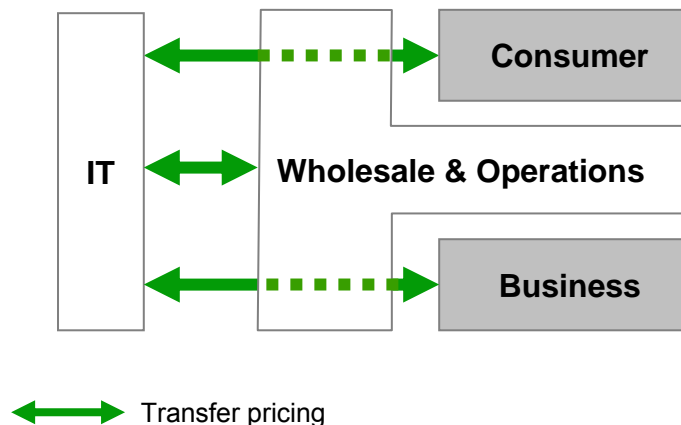 Consumer
IT
Wholesale & Operations
Business
Transfer pricing